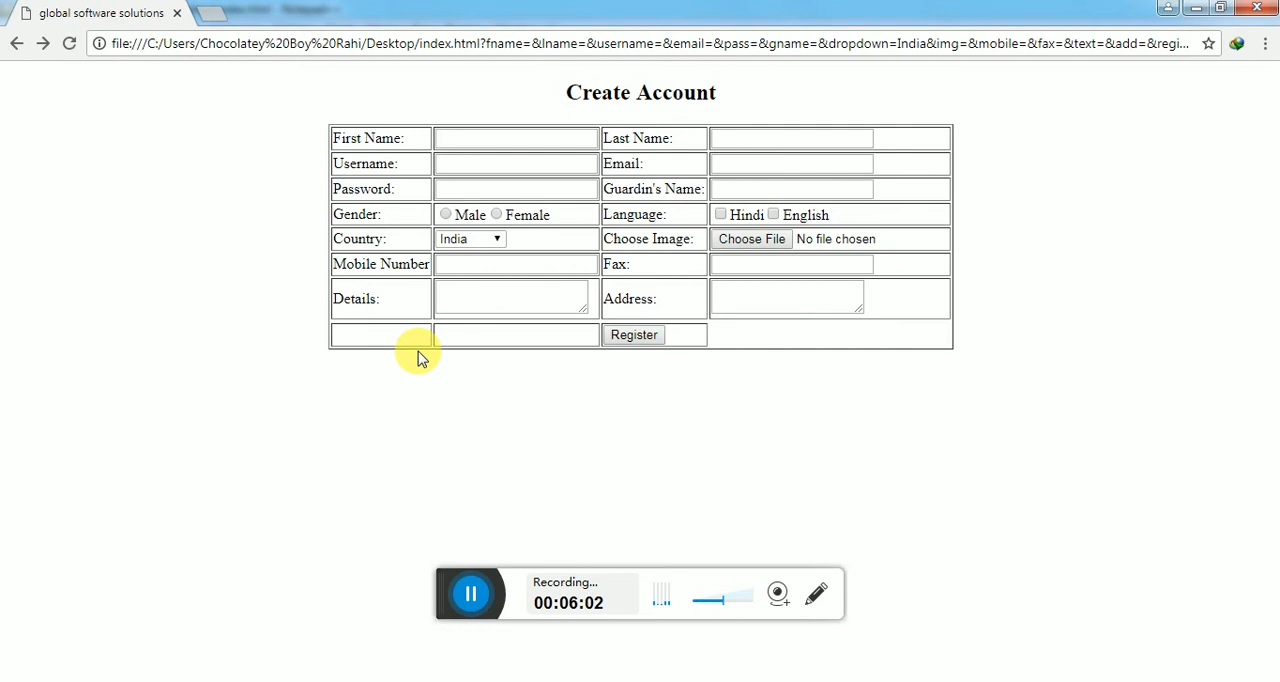 global software solutions
file:///C:/Users/Chocolatey%20Boy%20Rahi/Desktop/index.html?fname=&lname=&username=&email=&pass=&gname=&dropdown=India&img=&mobile=&fax=&text=&add=&regi...
Create Account
First Name: Last Name:
Username: Email:
Password: Guardin's Name:
Gender: Male Female Language: Hindi English
Country: India Choose Image: Choose File No file chosen
Mobile Number Fax:
Details: Address:
Register
Recording...
00:06:02